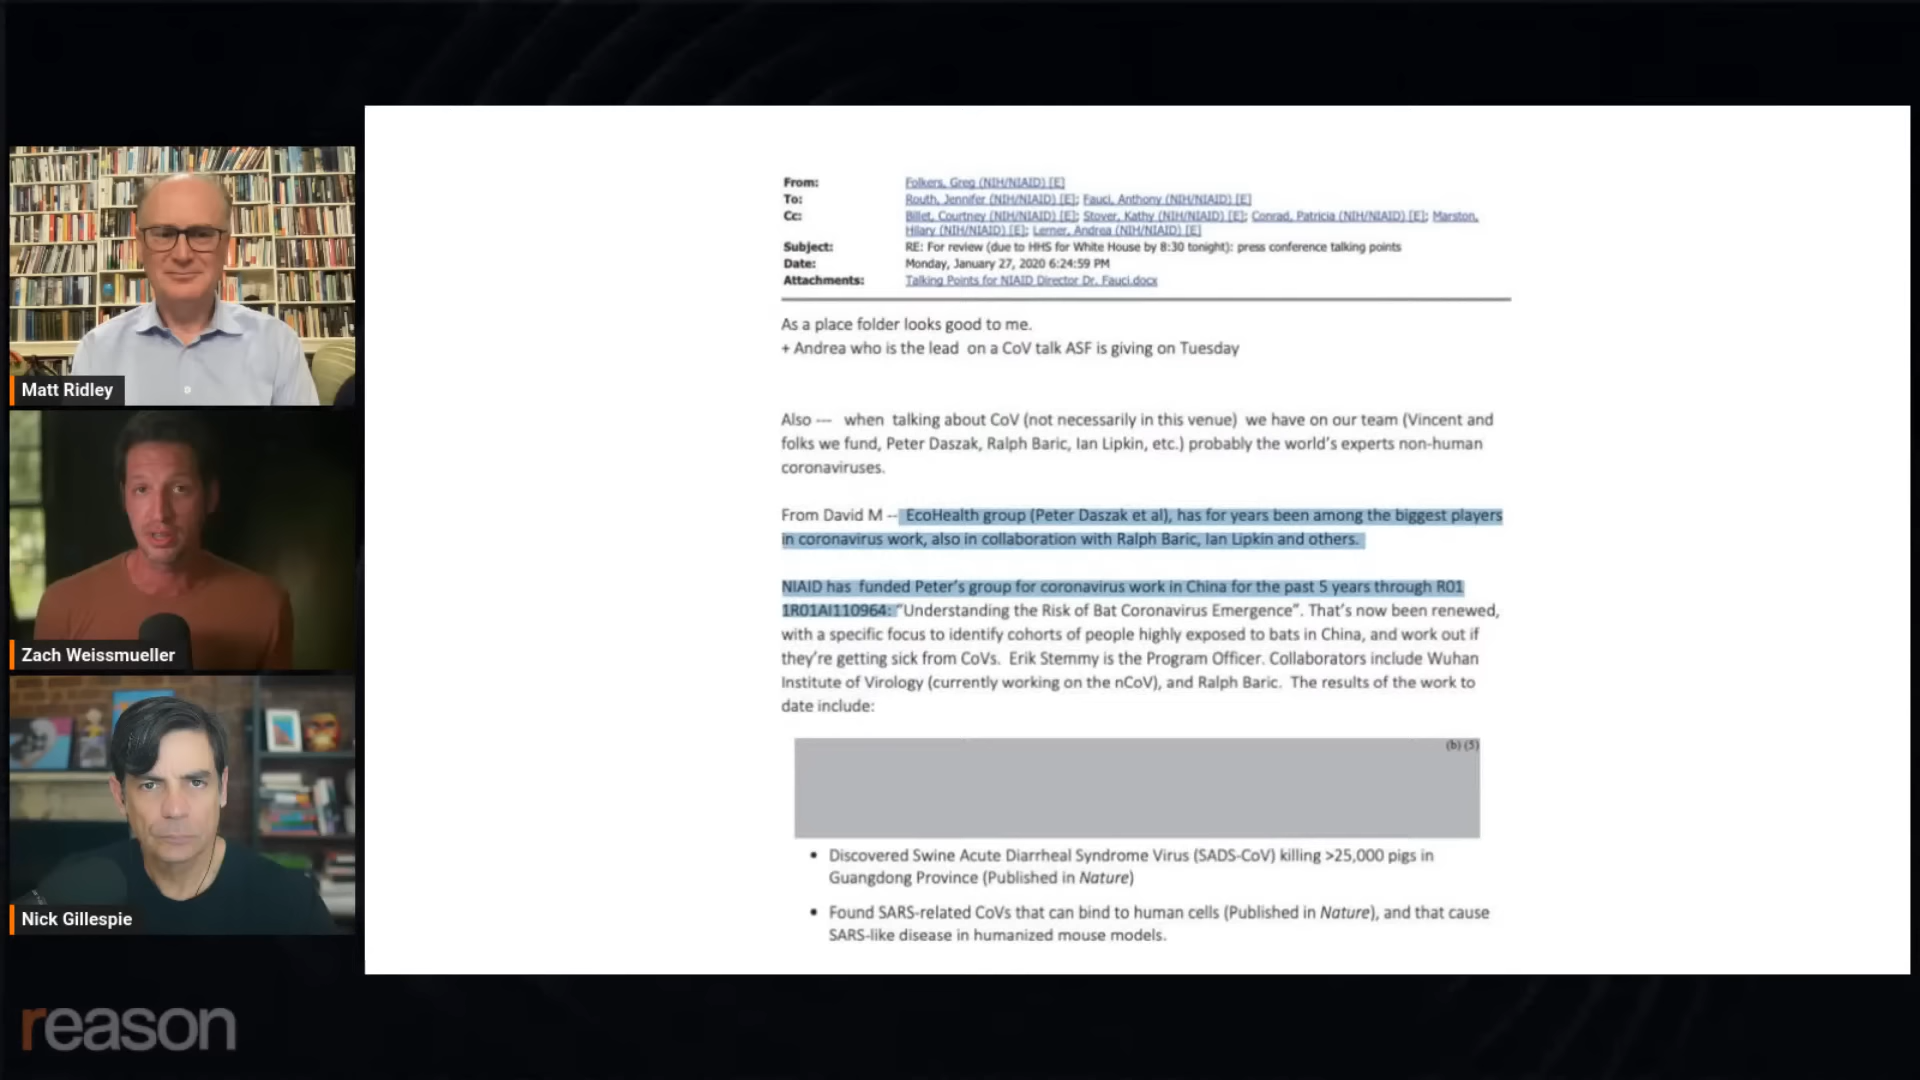 Matt Ridley
Zach Weissmueller
Nick Gillespie
reason
From: Folkers, Greg (NIH/NIAID) [E]
To: Routh, Jennifer (NIH/NIAID) [E]; Fauci, Anthony (NIH/NIAID) [E]
Cc: Billet, Courtney (NIH/NIAID) [E]; Stover, Kathy (NIH/NIAID) [E]; Conrad, Patricia (NIH/NIAID) [E]; Marston,
Hilary (NIH/NIAID) [E]; Lerner, Andrea (NIH/NIAID) [E]
Subject: RE: For review (due to HHS for White House by 8:30 tonight): press conference talking points
Date: Monday, January 27, 2020 6:24:59 PM
Attachments: Talking Points for NIAID Director Dr. Fauci.docx
As a place folder looks good to me.
+ Andrea who is the lead on a CoV talk ASF is giving on Tuesday
Also --- when talking about CoV (not necessarily in this venue) we have on our team (Vincent and
folks we fund, Peter Daszak, Ralph Baric, Ian Lipkin, etc.) probably the world's experts non-human
coronaviruses.
From David M -- EcoHealth group (Peter Daszak et al), has for years been among the biggest players
in coronavirus work, also in collaboration with Ralph Baric, Ian Lipkin and others.
NIAID has funded Peter's group for coronavirus work in China for the past 5 years through R01
1R01AI110964: "Understanding the Risk of Bat Coronavirus Emergence". That's now been renewed,
with a specific focus to identify cohorts of people highly exposed to bats in China, and work out if
they're getting sick from CoVs. Erik Stemmy is the Program Officer. Collaborators include Wuhan
Institute of Virology (currently working on the nCoV), and Ralph Baric. The results of the work to
date include:
(b) (5)
• Discovered Swine Acute Diarrheal Syndrome Virus (SADS-CoV) killing >25,000 pigs in
Guangdong Province (Published in Nature)
• Found SARS-related CoVs that can bind to human cells (Published in Nature), and that cause
SARS-like disease in humanized mouse models.